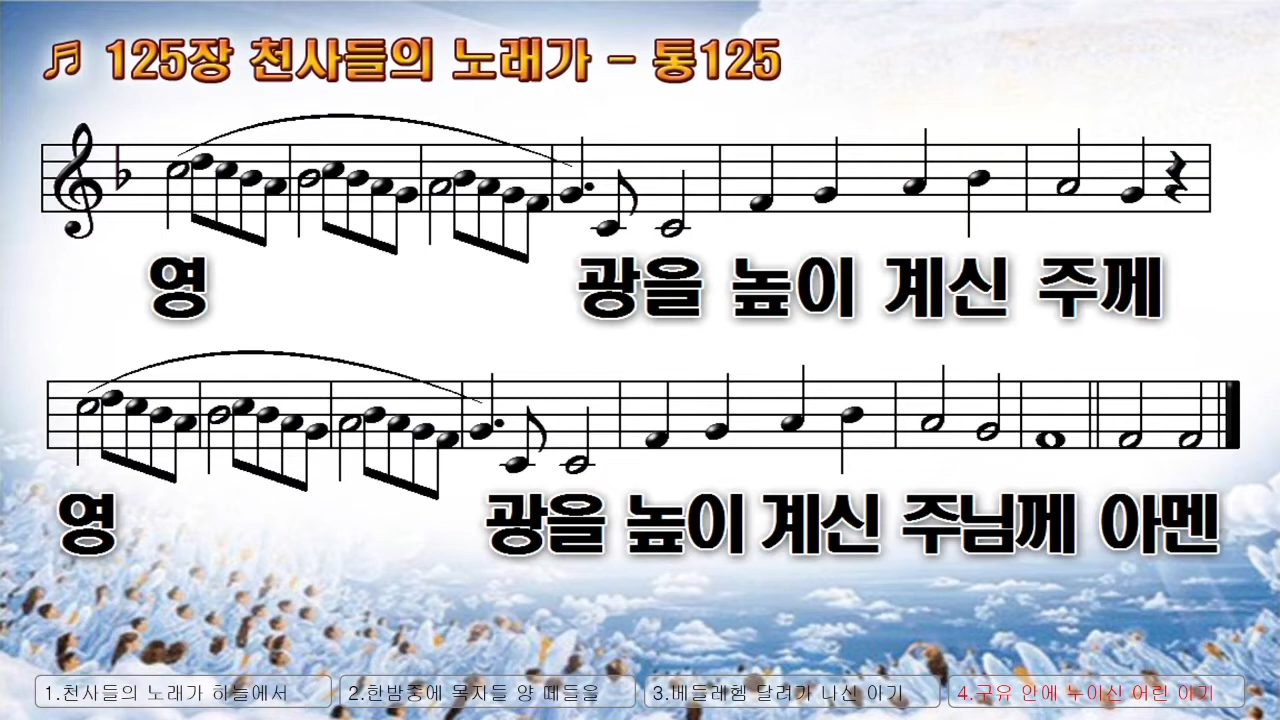 ♬ 125장 천사들의 노래가 - 통125
영 광을 높이 계신 주께
영 광을 높이 계신 주님께 아멘
1.천사들의 노래가 하늘에서
2.한밤중에 목자들 양 떼들을
3.베들레헴 달려가 나신 아기
4.구유 안에 누이신 어린 아기